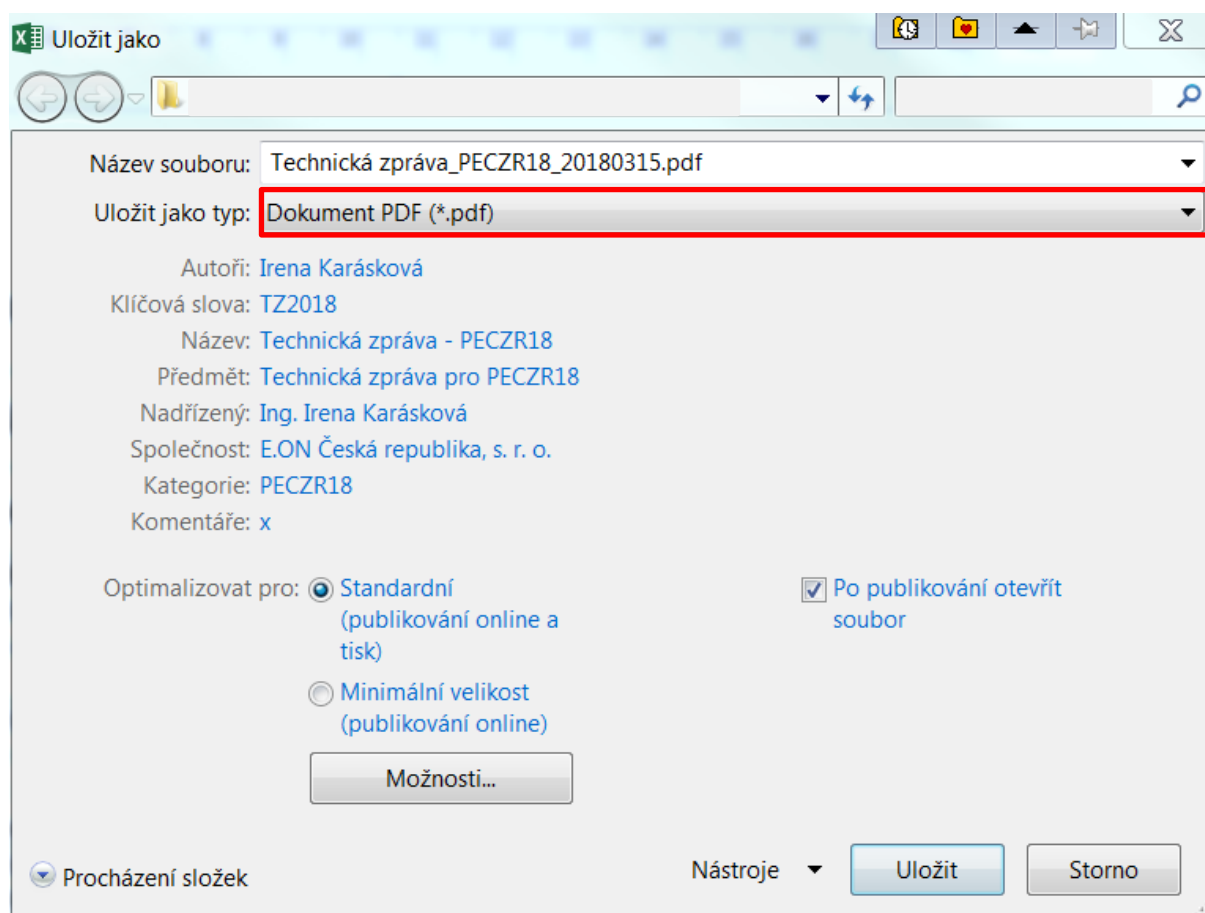 Uložit jako
Název souboru: Technická zpráva_PECZR18_20180315.pdf
Uložit jako typ: Dokument PDF (*.pdf)
Autoři: Irena Karásková
Klíčová slova: TZ2018
Název: Technická zpráva - PECZR18
Předmět: Technická zpráva pro PECZR18
Nadřízený: Ing. Irena Karásková
Společnost: E.ON Česká republika, s. r. o.
Kategorie: PECZR18
Komentáře: x
Optimalizovat pro: Standardní
(publikování online a
tisk)
Minimální velikost
(publikování online)
Po publikování otevřít
soubor
Možnosti...
Procházení složek
Nástroje
Uložit
Storno